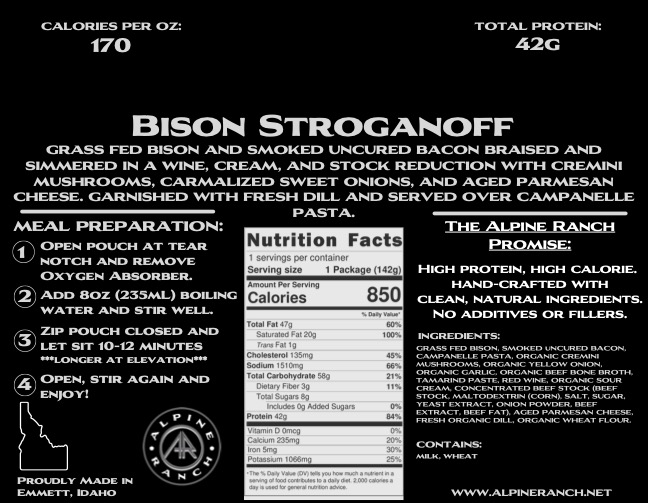 CALORIES PER OZ:
170
TOTAL PROTEIN:
42G
BISON STROGANOFF
GRASS FED BISON AND SMOKED UNCURED BACON BRAISED AND
SIMMERED IN A WINE, CREAM, AND STOCK REDUCTION WITH CREMINI
MUSHROOMS, CARMALIZED SWEET ONIONS, AND AGED PARMESAN
CHEESE. GARNISHED WITH FRESH DILL AND SERVED OVER CAMPANELLE
PASTA.
MEAL PREPARATION:
1 OPEN POUCH AT TEAR
NOTCH AND REMOVE
OXYGEN ABSORBER.
2 ADD 8OZ (235ML) BOILING
WATER AND STIR WELL.
3 ZIP POUCH CLOSED AND
LET SIT 10-12 MINUTES
***LONGER AT ELEVATION***
4 OPEN, STIR AGAIN AND
ENJOY!
PROUDLY MADE IN
EMMETT, IDAHO
ALPINE
RANCH
Nutrition Facts
1 servings per container
Serving size 1 Package (142g)
Amount Per Serving
Calories 850
% Daily Value*
Total Fat 47g 60%
Saturated Fat 20g 100%
Trans Fat 1g
Cholesterol 135mg 45%
Sodium 1510mg 66%
Total Carbohydrate 58g 21%
Dietary Fiber 3g 11%
Total Sugars 8g
Includes 0g Added Sugars 0%
Protein 42g 84%
Vitamin D 0mcg 0%
Calcium 235mg 20%
Iron 5mg 30%
Potassium 1066mg 25%
*The % Daily Value (DV) tells you how much a nutrient in a
serving of food contributes to a daily diet. 2,000 calories a
day is used for general nutrition advice.
THE ALPINE RANCH
PROMISE:
HIGH PROTEIN, HIGH CALORIE.
HAND-CRAFTED WITH
CLEAN, NATURAL INGREDIENTS.
NO ADDITIVES OR FILLERS.
INGREDIENTS:
GRASS FED BISON, SMOKED UNCURED BACON,
CAMPANELLE PASTA, ORGANIC CREMINI
MUSHROOMS, ORGANIC YELLOW ONION,
ORGANIC GARLIC, ORGANIC BEEF BONE BROTH,
TAMARIND PASTE, RED WINE, ORGANIC SOUR
CREAM, CONCENTRATED BEEF STOCK (BEEF
STOCK, MALTODEXTRIN (CORN), SALT, SUGAR,
YEAST EXTRACT, ONION POWDER, BEEF
EXTRACT, BEEF FAT), AGED PARMESAN CHEESE,
FRESH ORGANIC DILL, ORGANIC WHEAT FLOUR.
CONTAINS:
MILK, WHEAT
WWW.ALPINERANCH.NET